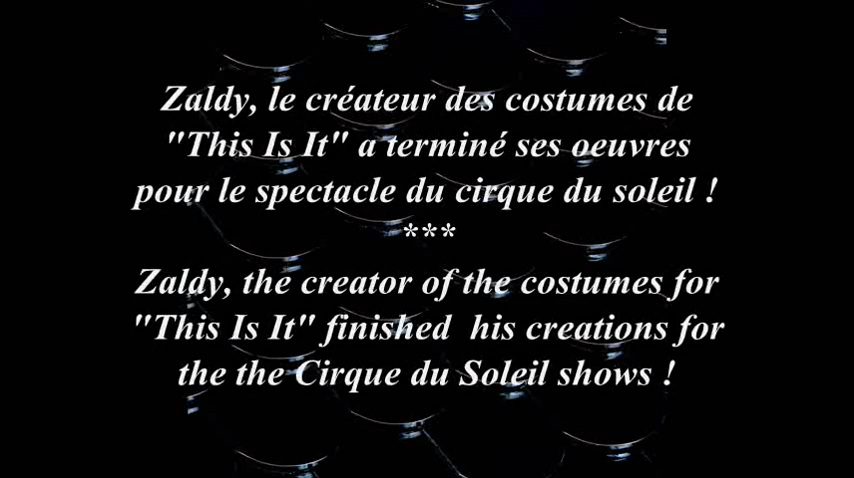 Zaldy, le créateur des costumes de
"This Is It" a terminé ses oeuvres
pour le spectacle du cirque du soleil !
***
Zaldy, the creator of the costumes for
"This Is It" finished  his creations for
the the Cirque du Soleil shows !